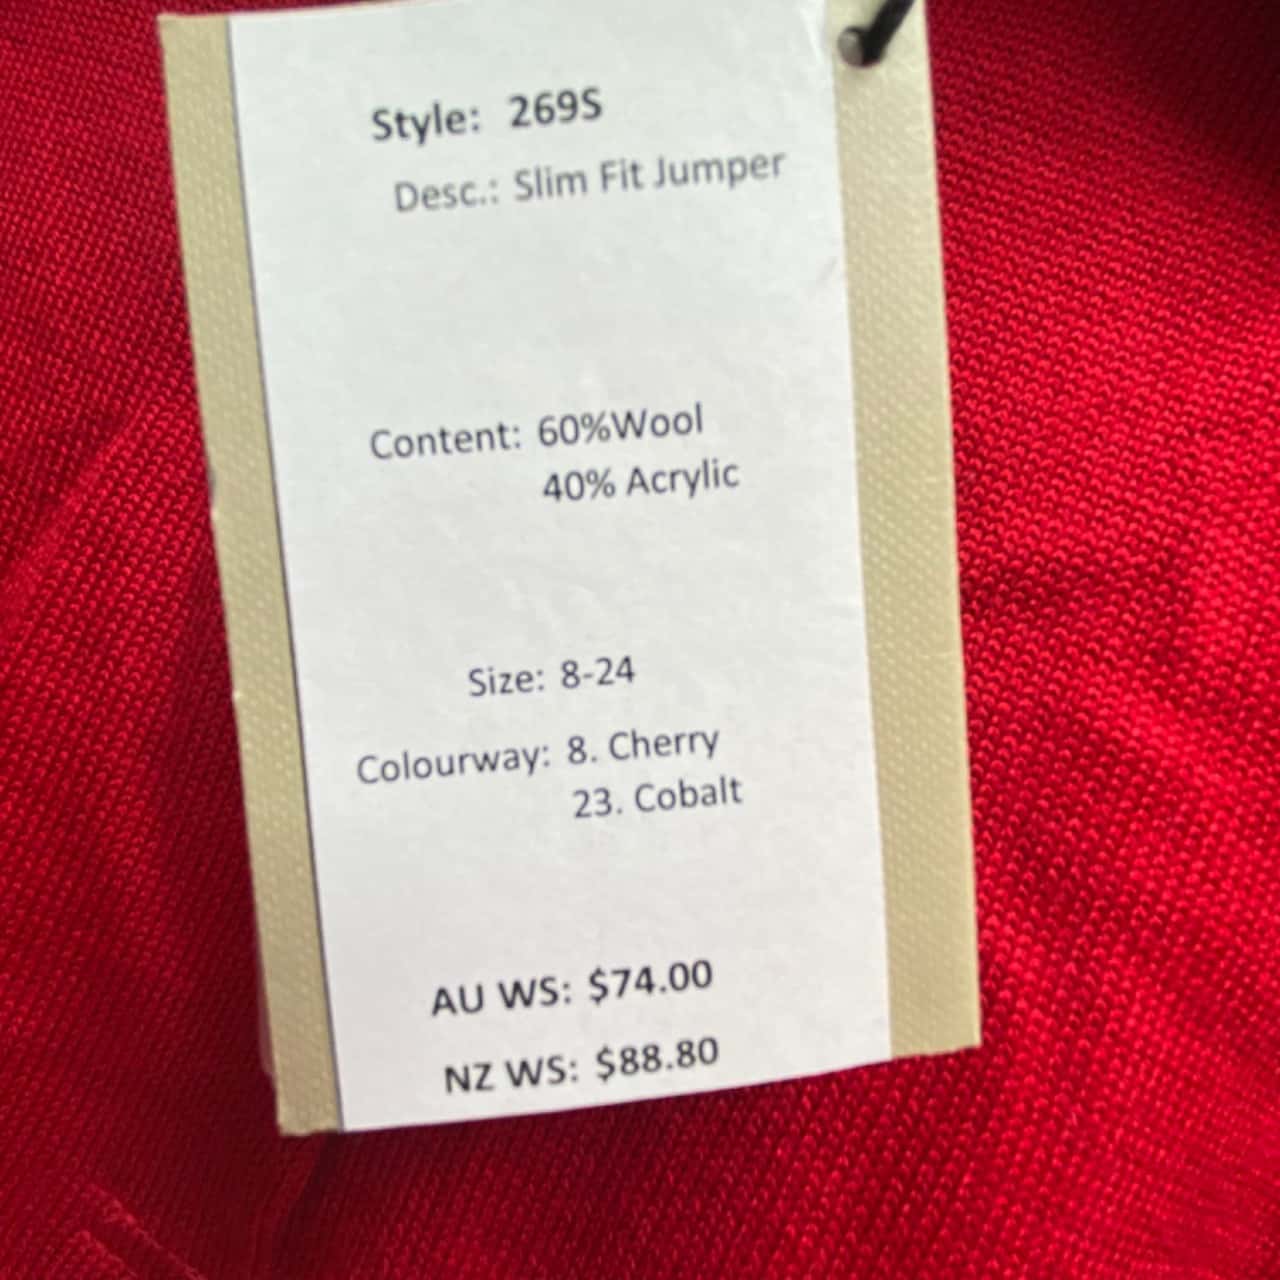 Style: 269S
Desc.: Slim Fit Jumper
Content: 60%Wool
40% Acrylic
Size: 8-24
Colourway: 8. Cherry
23. Cobalt
AU WS: $74.00
NZ WS: $88.80